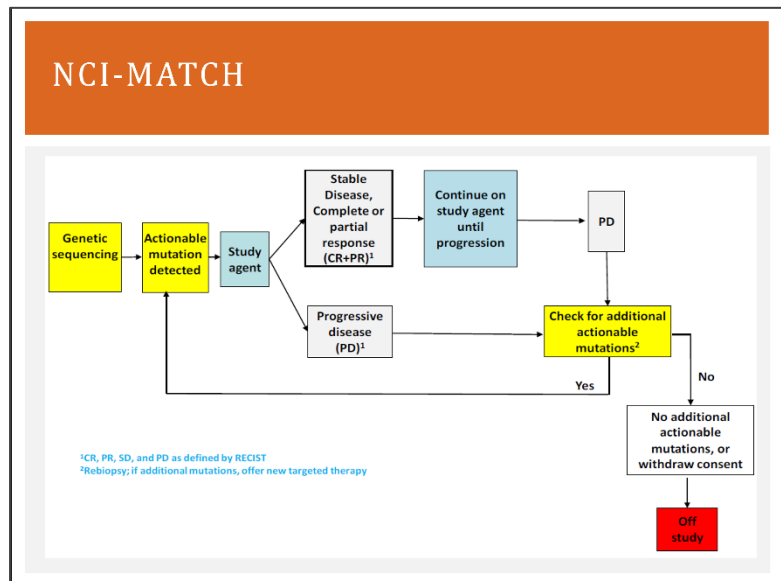 NCI-MATCH
Genetic
sequencing
Actionable
mutation
detected
Study
agent
Stable
Disease,
Complete or
partial
response
(CR+PR)¹
Continue on
study agent
until
progression
PD
Progressive
disease
(PD)¹
Check for additional
actionable
mutations²
Yes
No
No additional
actionable
mutations, or
withdraw consent
Off
study
¹CR, PR, SD, and PD as defined by RECIST
²Rebiopsy; if additional mutations, offer new targeted therapy